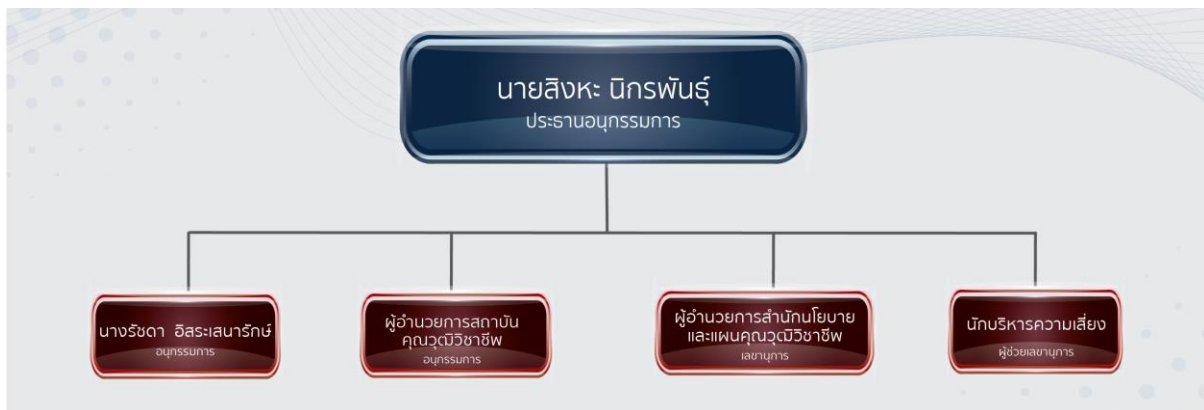 นายสิงหะ นิกรพันธุ์
ประธานอนุกรรมการ
นางรัชดา อิสระเสนารักษ์
อนุกรรมการ
ผู้อำนวยการสถาบัน
คุณวุฒิวิชาชีพ
อนุกรรมการ
ผู้อำนวยการสำนักนโยบาย
และแผนคุณวุฒิวิชาชีพ
เลขานุการ
นักบริหารความเสี่ยง
ผู้ช่วยเลขานุการ